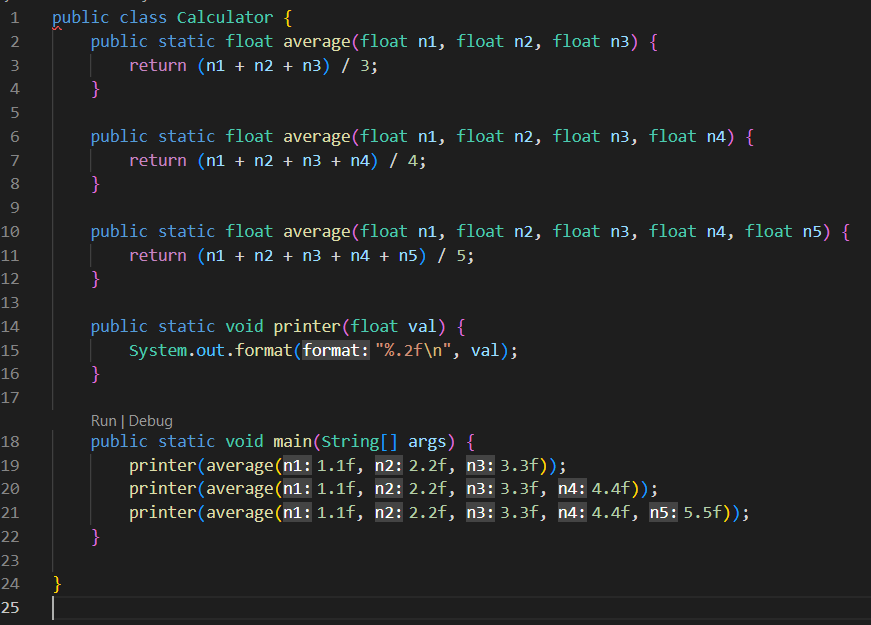 1 public class Calculator {
2 public static float average(float n1, float n2, float n3) {
3 return (n1 + n2 + n3) / 3;
4 }
5
6 public static float average(float n1, float n2, float n3, float n4) {
7 return (n1 + n2 + n3 + n4) / 4;
8 }
9
10 public static float average(float n1, float n2, float n3, float n4, float n5) {
11 return (n1 + n2 + n3 + n4 + n5) / 5;
12 }
13
14 public static void printer(float val) {
15 System.out.format(format: "%.2f\n", val);
16 }
17
Run | Debug
18 public static void main(String[] args) {
19 printer(average(n1: 1.1f, n2: 2.2f, n3: 3.3f));
20 printer(average(n1: 1.1f, n2: 2.2f, n3: 3.3f, n4: 4.4f));
21 printer(average(n1: 1.1f, n2: 2.2f, n3: 3.3f, n4: 4.4f, n5: 5.5f));
22 }
23
24 }
25